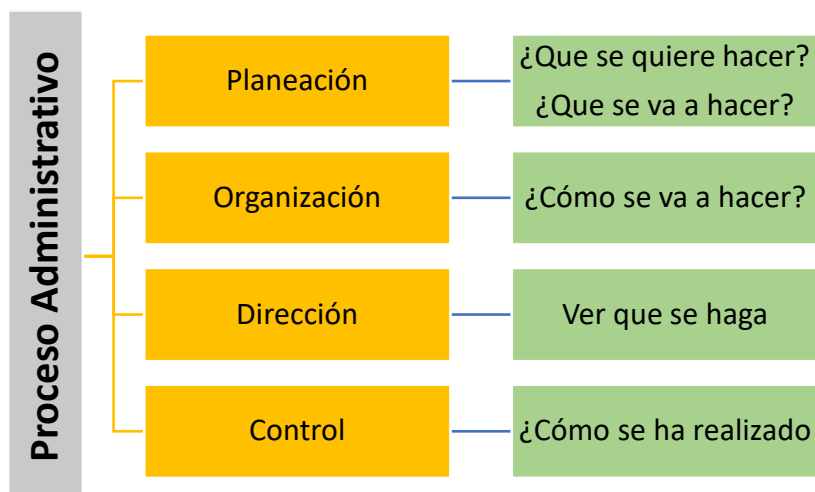 Proceso Administrativo
Planeación
¿Que se quiere hacer?
¿Que se va a hacer?
Organización
¿Cómo se va a hacer?
Dirección
Ver que se haga
Control
¿Cómo se ha realizado